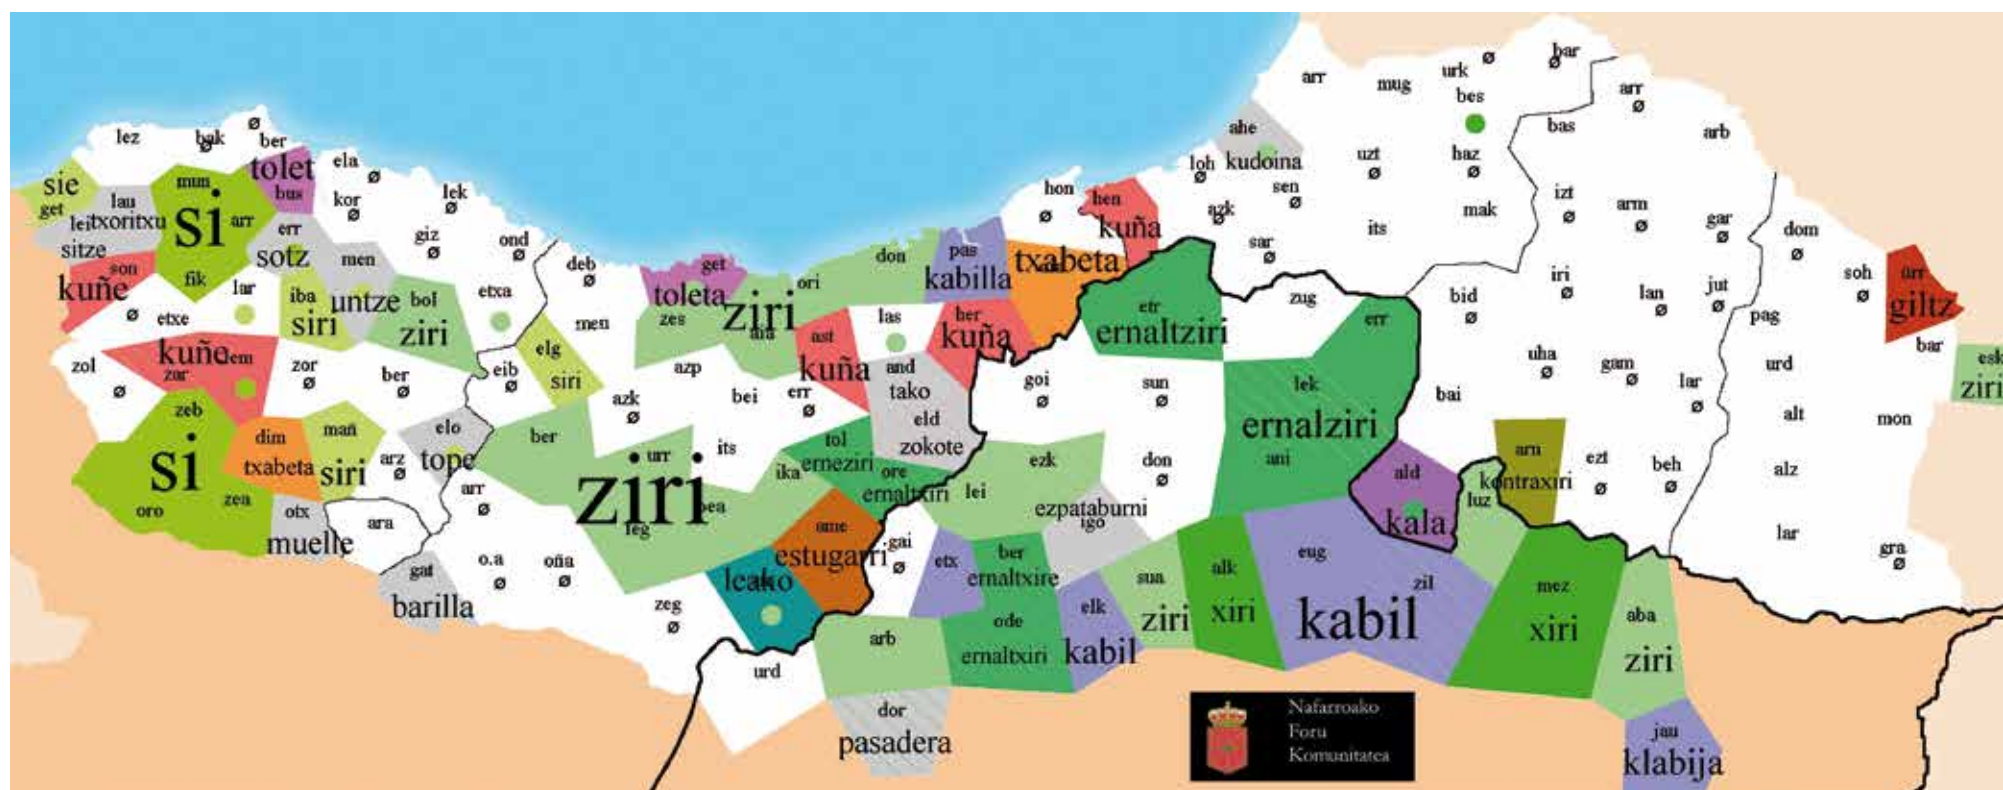 lez
bak
ø
ø
ber
ela
ø
sie
get
lau
leitxoritxu
sitze
mun
si
arr
fik
tolet
bus
err
sotz
kor
ø
lek
ø
giz
ø
ond
ø
men
untze
son
kuñe
ø
etxe
lar
iba
siri
bol
ziri
etxa
zol
ø
kuñe
zar
zor
ø
ber
ø
eib
ø
zeb
si
oro
zea
dim
txabeta
mañ
siri
arz
ø
elo
tope
arr
ø
otx
muelle
ara
gat
barilla
o.a
ø
oña
ø
deb
ø
men
elg
siri
get
toleta
zes
ziri
ori
don
pas
kabilla
txabeta
hon
ø
hen
kuña
ast
kuña
las
her
kuña
and
tako
eld
zokote
azp
azk
ø
bei
err
ø
its
ber
urr
ziri
ika
tol
erneziri
ore
ernaltxiri
ame
estugarri
leako
zeg
ø
urd
arr
mug
urk
ø
bes
bar
ø
ahe
kudoina
loh
ø
uzt
ø
haz
ø
sen
ø
azk
ø
sar
ø
its
mak
arr
ø
bas
arb
izt
ø
arm
ø
gar
ø
iri
ø
lan
ø
jut
ø
bid
ø
uha
ø
gam
ø
lar
ø
bai
arn
kontraxiri
ezt
ø
beh
ø
dom
ø
soh
ø
ürr
giltz
pag
bar
esk
ziri
urd
alt
mon
alz
lar
gra
ø
etr
ernaltziri
zug
err
goi
ø
sun
ø
lek
ernalziri
ani
don
ø
ezk
lei
ezpataburni
igo
ald
kala
luz
gai
ø
etx
ber
ernaltxire
ode
ernaltxiri
elk
kabil
sua
ziri
alk
xiri
eug
zil
kabil
mez
xiri
aba
ziri
arb
dor
pasadera
jau
klabija
Nafarroako
Foru
Komunitatea